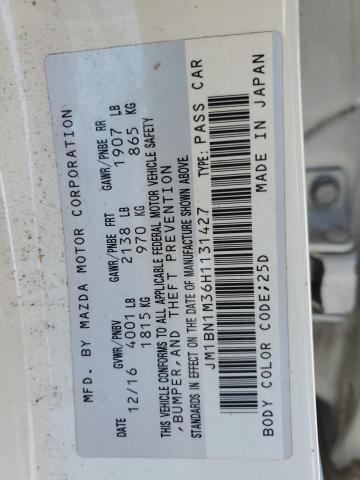 MFD. BY MAZDA MOTOR CORPORATION
DATE GVWR/PNBV GAWR/PNBE FRT GAWR/PNBE RR
12/16 4001 LB 2138 LB 1907 LB
1815 KG 970 KG 865 KG
THIS VEHICLE CONFORMS TO ALL APPLICABLE FEDERAL MOTOR VEHICLE SAFETY
,BUMPER,AND THEFT PREVENTION
STANDARDS IN EFFECT ON THE DATE OF MANUFACTURE SHOWN ABOVE.
JM1BN1M36H1131427 TYPE: PASS CAR
BODY COLOR CODE;25D MADE IN JAPAN